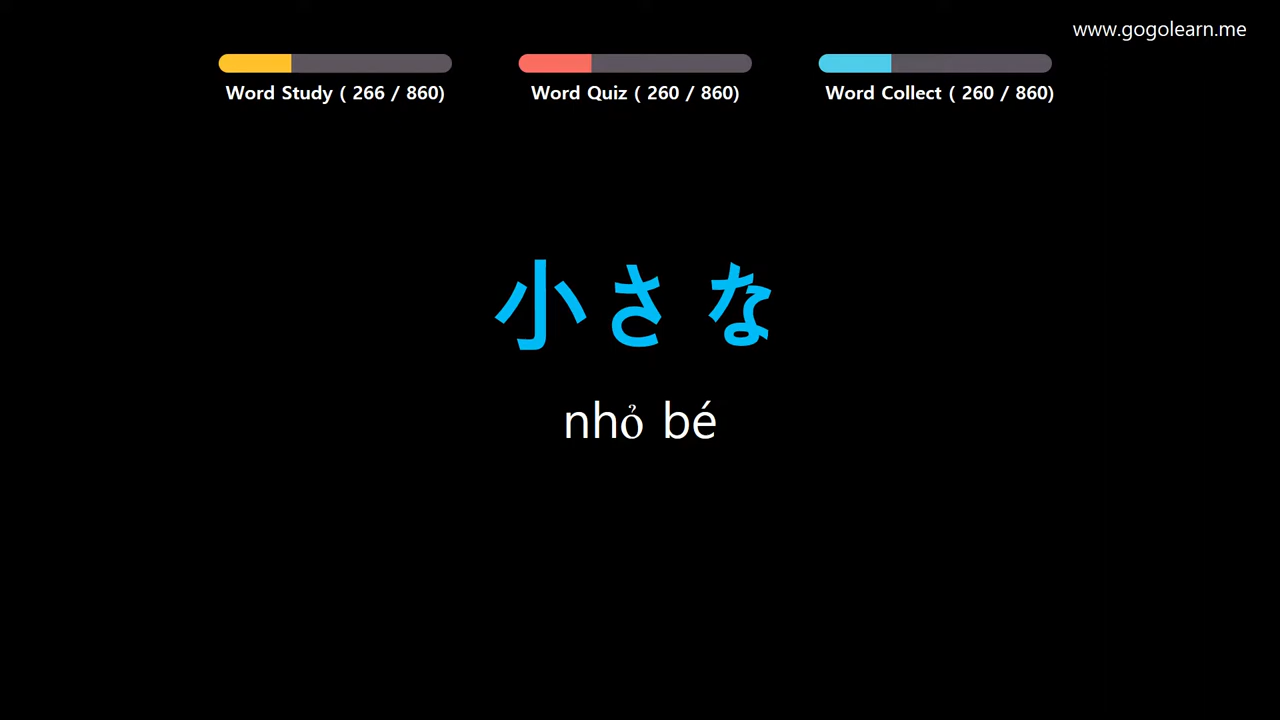 www.gogolearn.me
Word Study ( 266 / 860)
Word Quiz ( 260 / 860)
Word Collect ( 260 / 860)
小さな
nhỏ bé